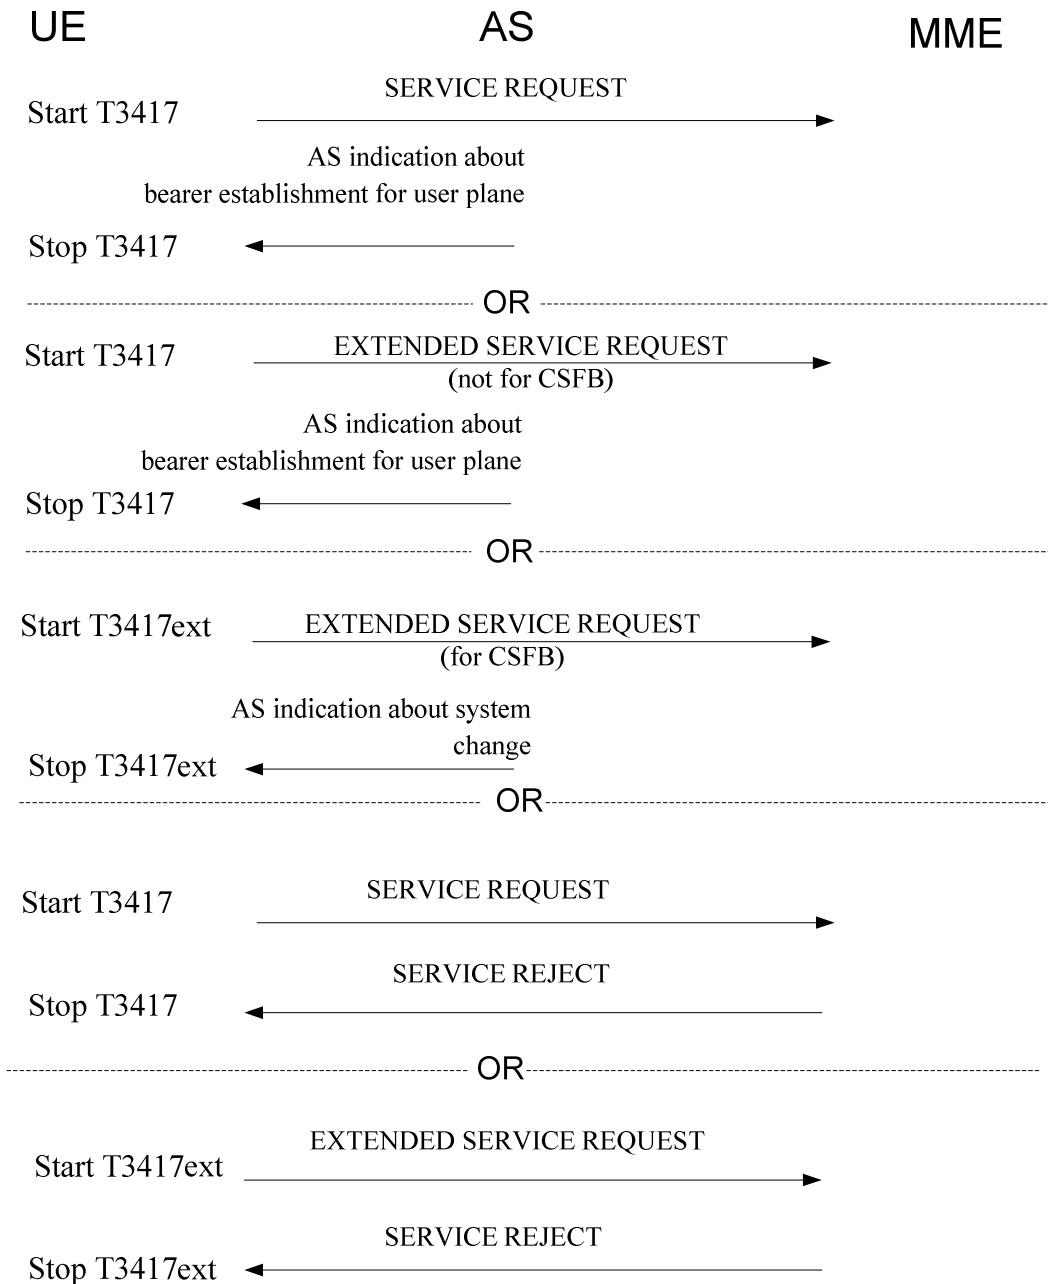 UE
AS
MME
SERVICE REQUEST
Start T3417
AS indication about
bearer establishment for user plane
Stop T3417
OR
EXTENDED SERVICE REQUEST
Start T3417
(not for CSFB)
AS indication about
bearer establishment for user plane
Stop T3417
OR
Start T3417ext
EXTENDED SERVICE REQUEST
(for CSFB)
AS indication about system
change
Stop T3417ext
OR
SERVICE REQUEST
Start T3417
SERVICE REJECT
Stop T3417
OR
EXTENDED SERVICE REQUEST
Start T3417ext
SERVICE REJECT
Stop T3417ext